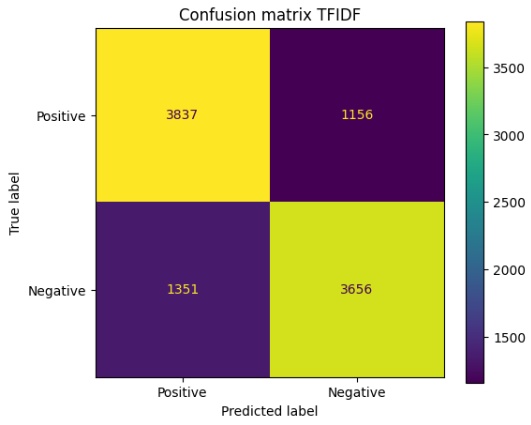 Confusion matrix TFIDF
True label
Positive
3837
1156
Negative
1351
3656
Positive
Negative
Predicted label
3500
3000
2500
2000
1500